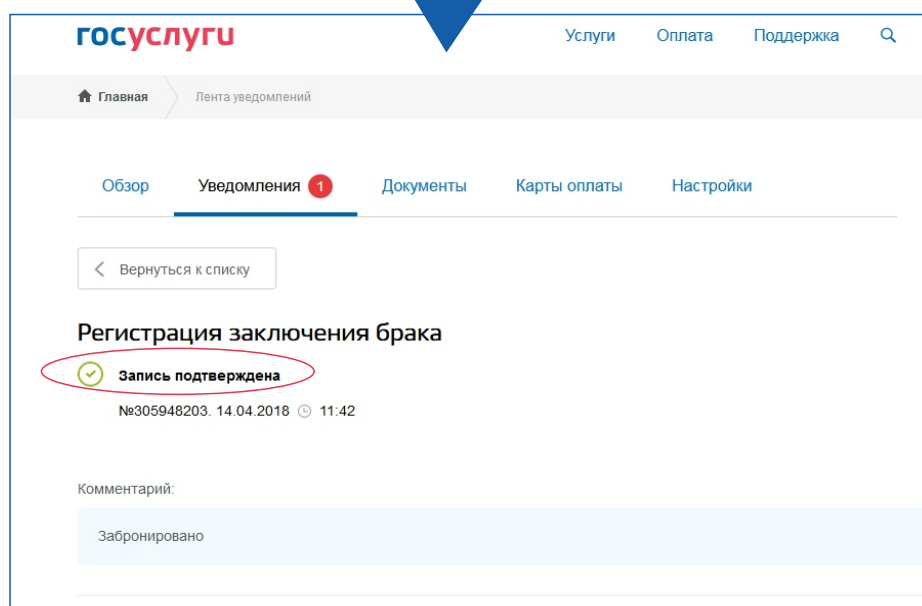 госуслуги Услуги Оплата Поддержка
Главная Лента уведомлений
Обзор Уведомления 1 Документы Карты оплаты Настройки
Вернуться к списку
Регистрация заключения брака
Запись подтверждена
№305948203. 14.04.2018 11:42
Комментарий:
Забронировано